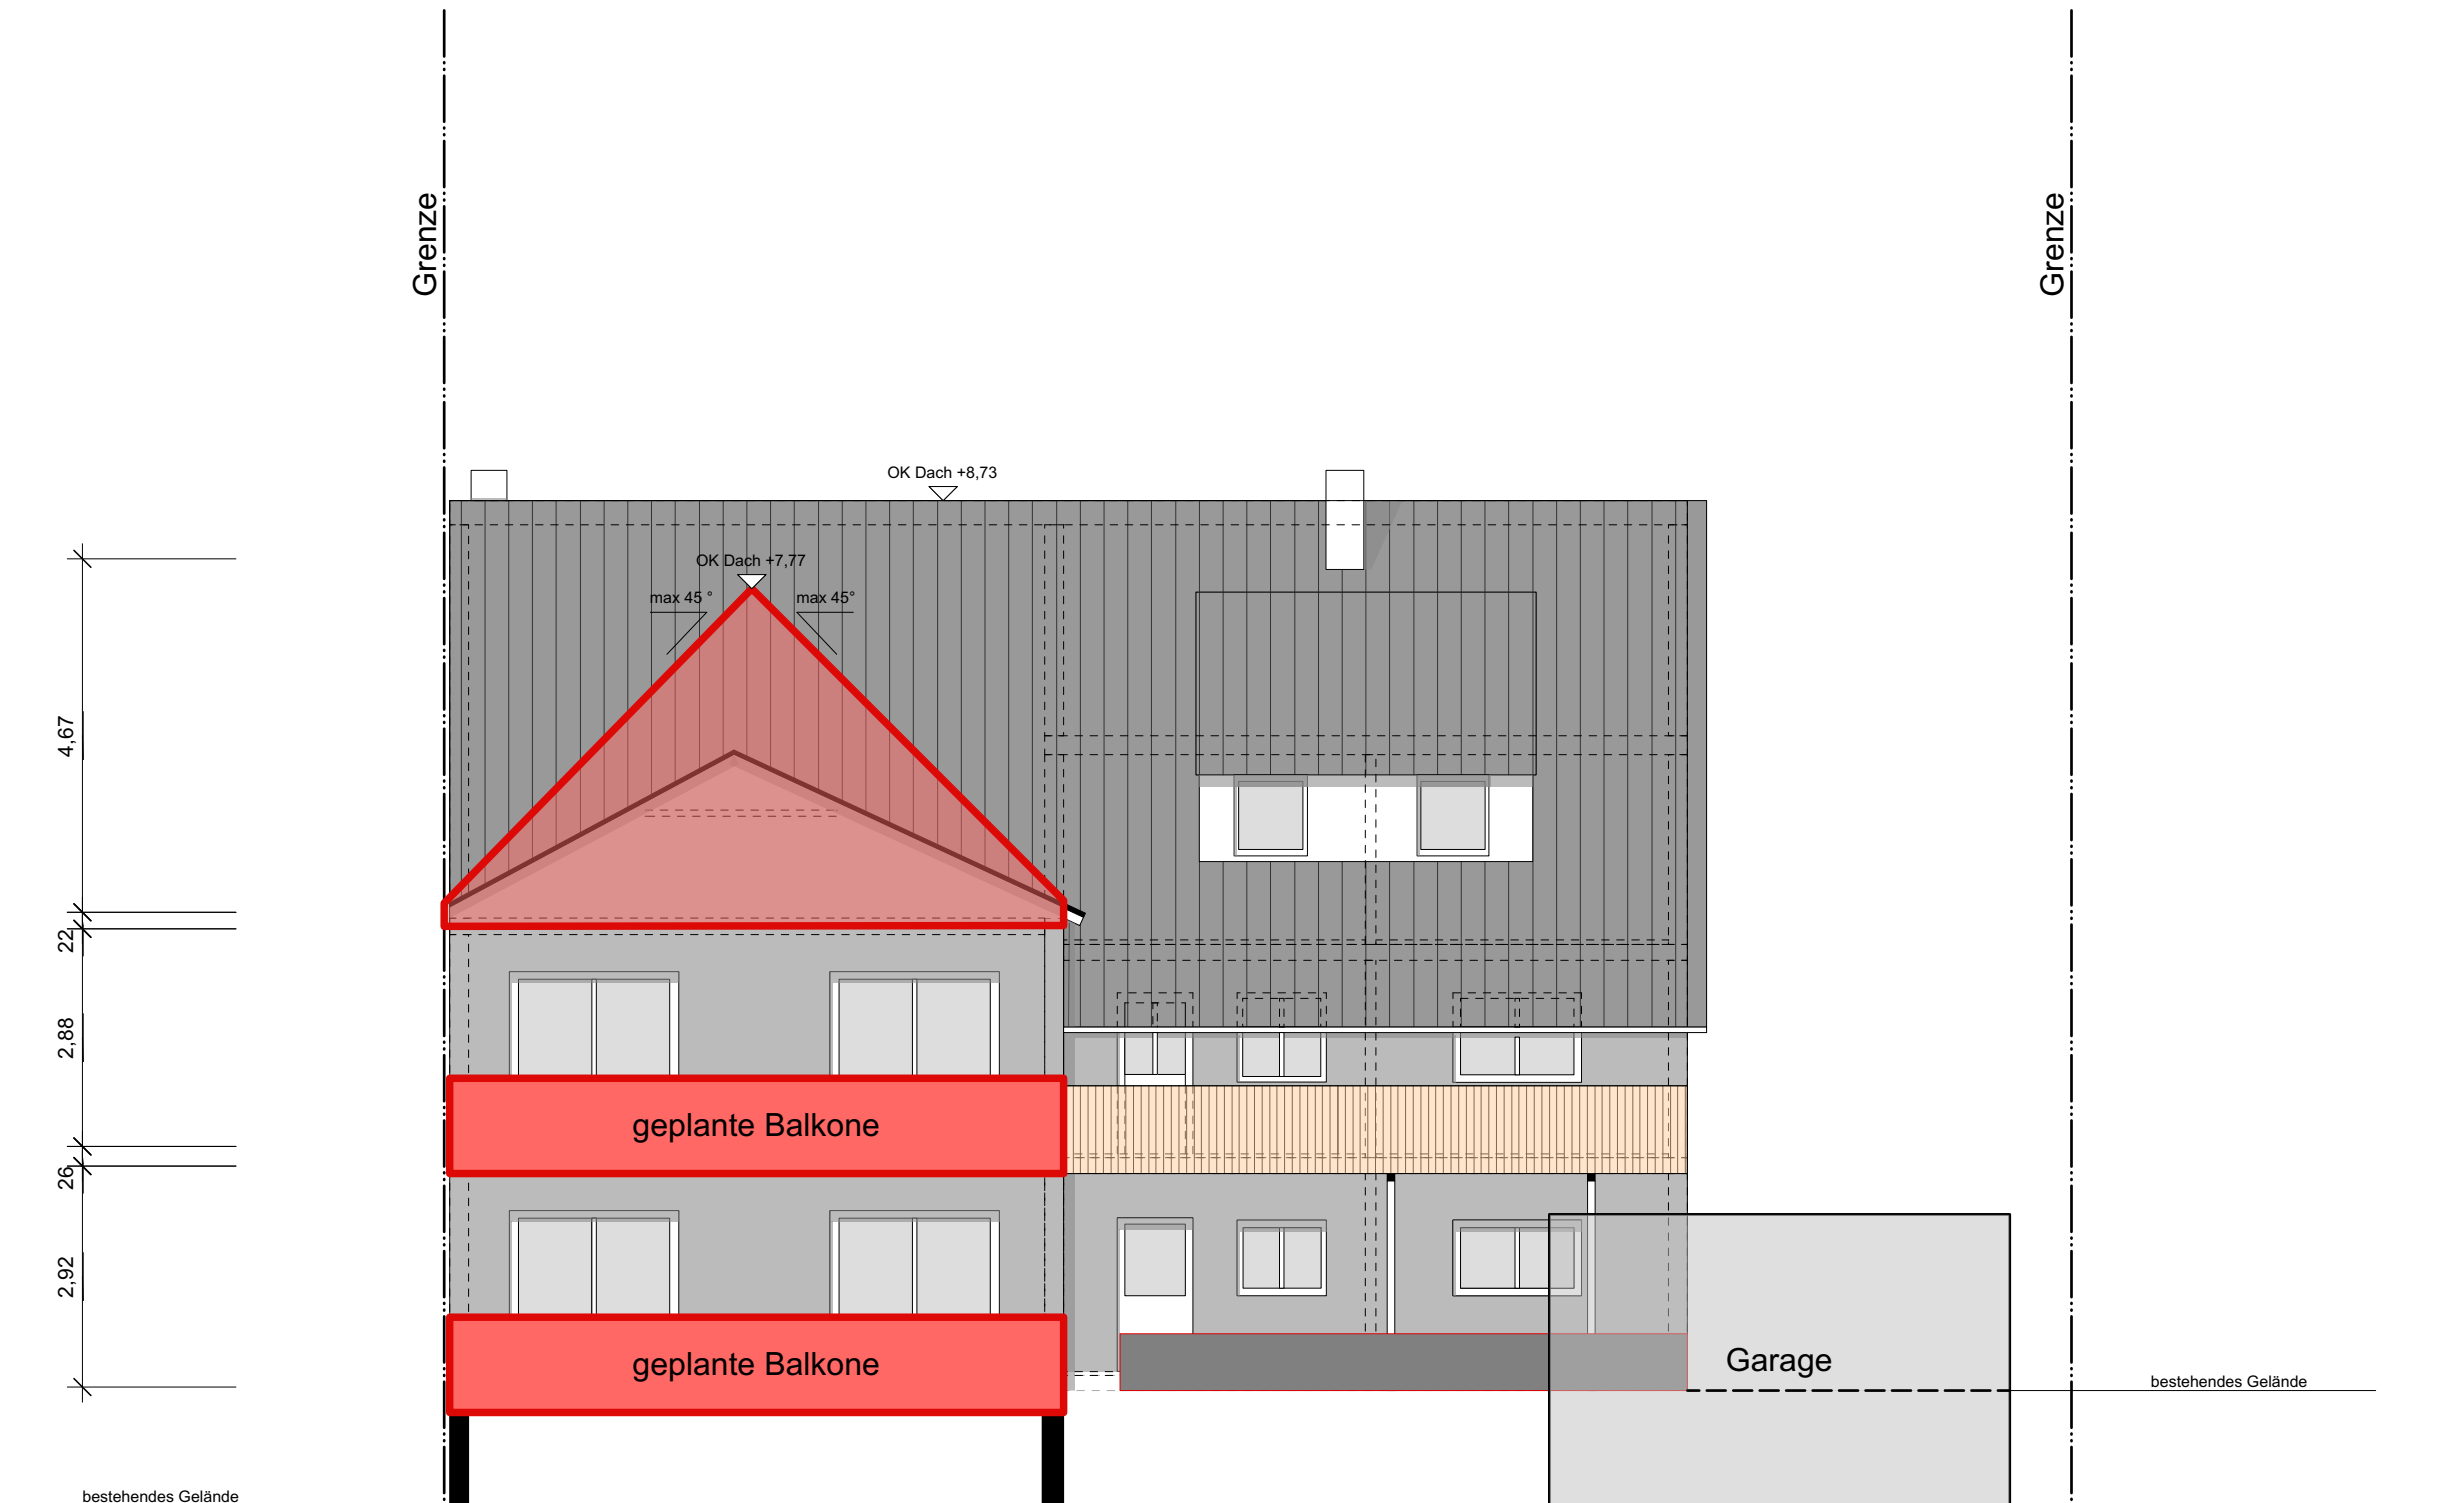 Grenze
Grenze
OK Dach +8,73
OK Dach +7,77
max 45 °
max 45°
4,67
22
2,88
26
2,92
geplante Balkone
geplante Balkone
Garage
bestehendes Gelände
bestehendes Gelände